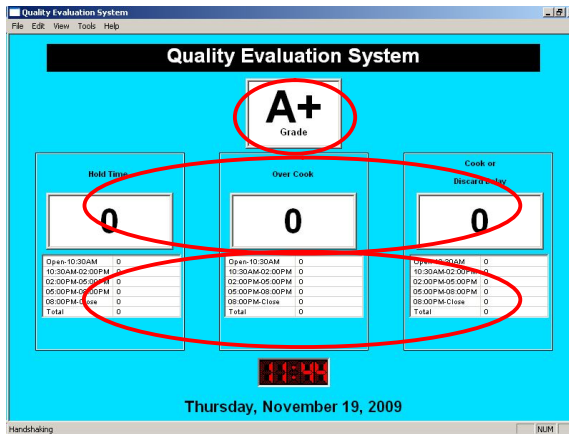 Quality Evaluation System
File Edit View Tools Help
Quality Evaluation System
A+
Grade
Hold Time
0
Open-10:30AM 0
10:30AM-02:00PM 0
02:00PM-05:00PM 0
05:00PM-08:00PM 0
08:00PM-Close 0
Total 0
Over Cook
0
Open-10:30AM 0
10:30AM-02:00PM 0
02:00PM-05:00PM 0
05:00PM-08:00PM 0
08:00PM-Close 0
Total 0
Cook or
Discard Delay
0
Open-10:30AM 0
10:30AM-02:00PM 0
02:00PM-05:00PM 0
05:00PM-08:00PM 0
08:00PM-Close 0
Total 0
11:44
Thursday, November 19, 2009
Handshaking NUM